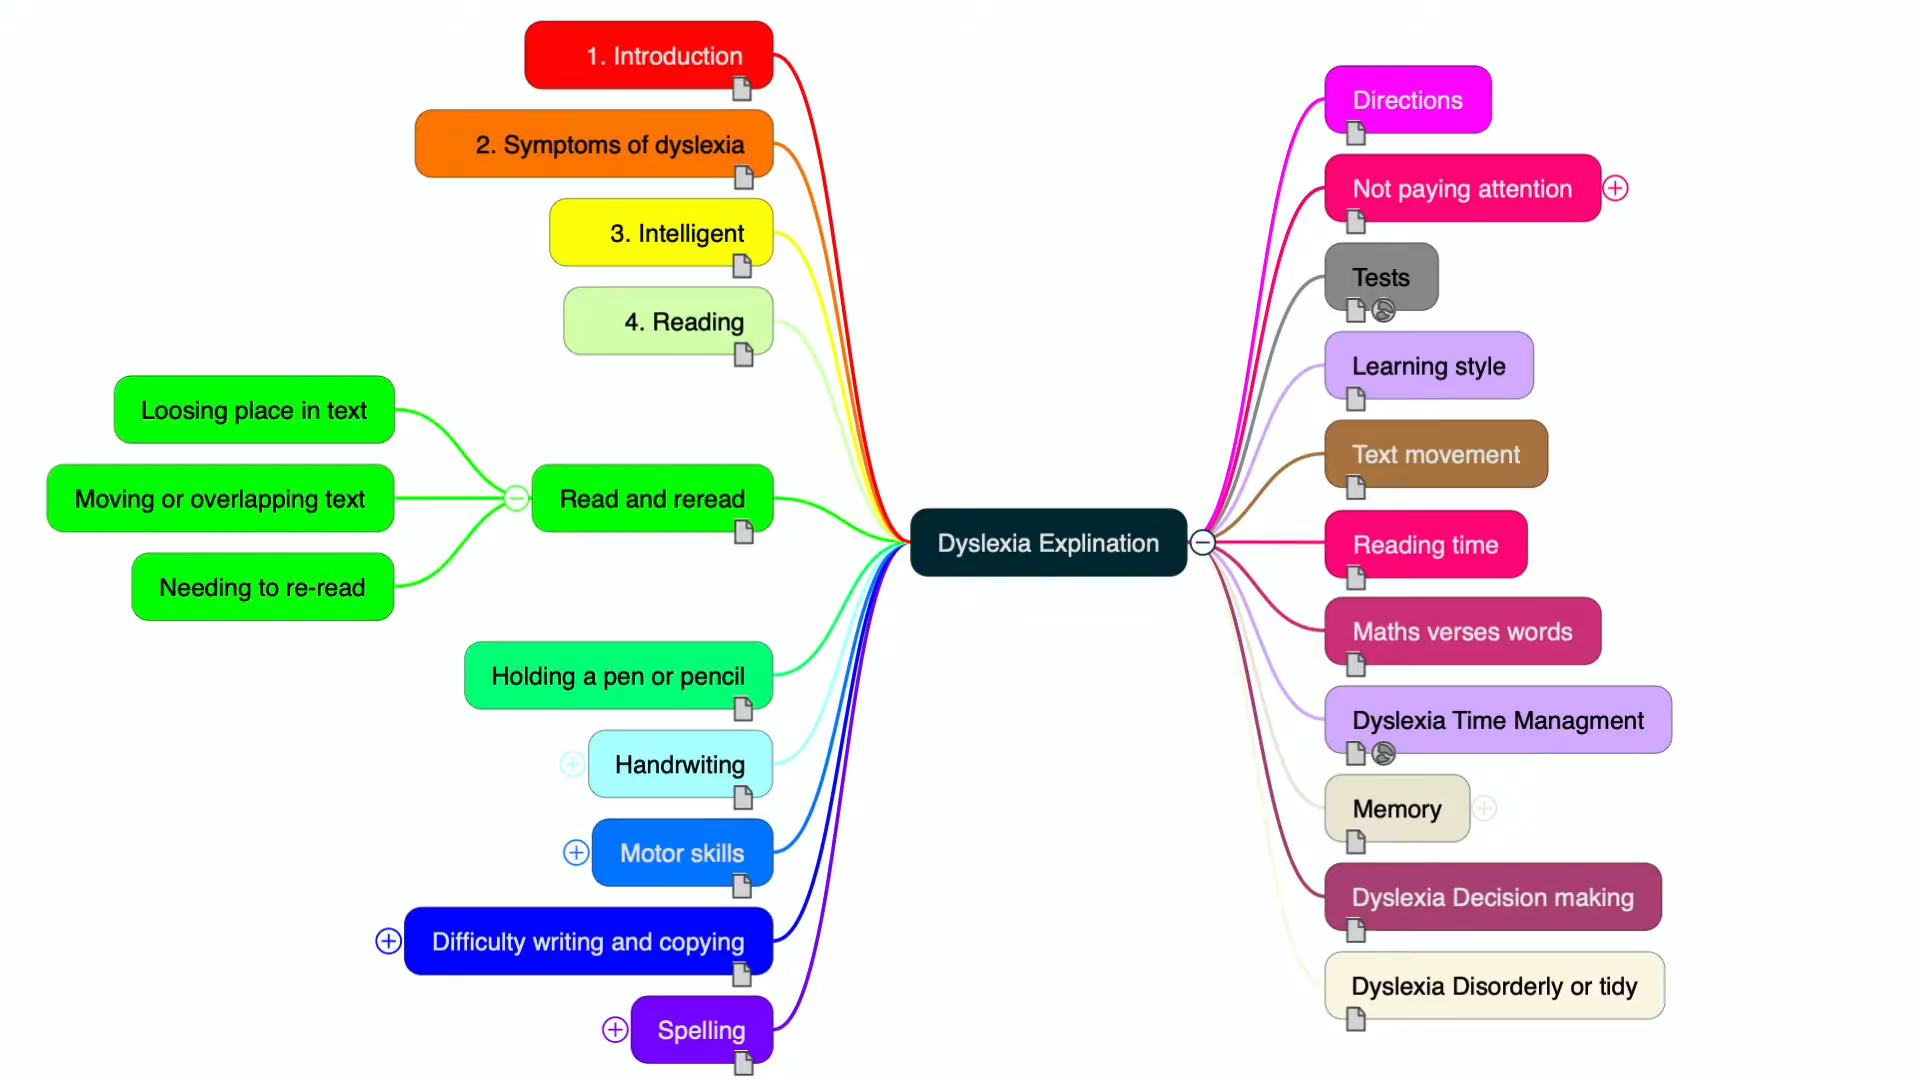 1. Introduction
2. Symptoms of dyslexia
3. Intelligent
4. Reading
Loosing place in text
Moving or overlapping text
Needing to re-read
Read and reread
Holding a pen or pencil
Handrwiting
Motor skills
Difficulty writing and copying
Spelling
Dyslexia Explination
Directions
Not paying attention
Tests
Learning style
Text movement
Reading time
Maths verses words
Dyslexia Time Managment
Memory
Dyslexia Decision making
Dyslexia Disorderly or tidy